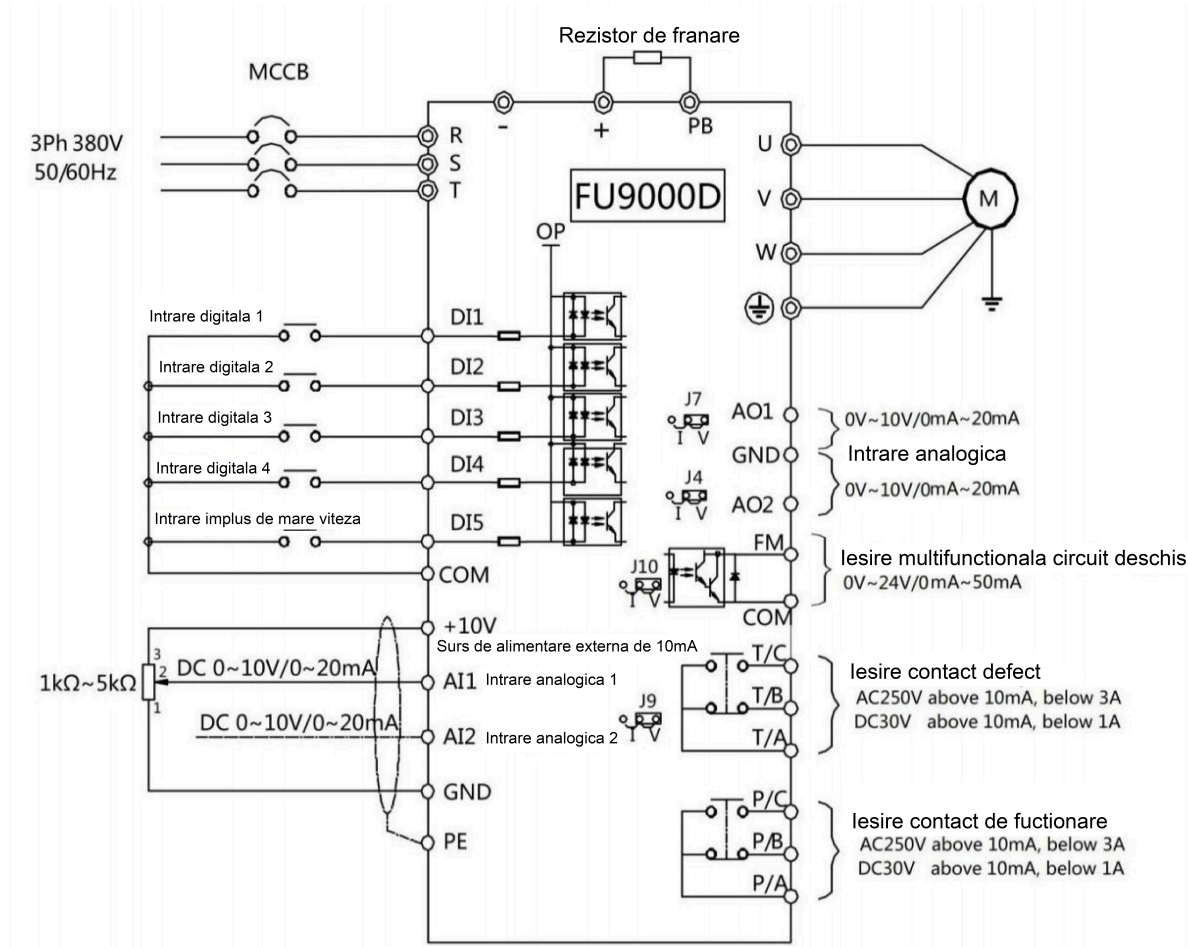 Rezistor de franare
MCCB
- + PB
3Ph 380V
50/60Hz
R
S
T
FU9000D
U
V
W
M
OP
Intrare digitala 1
DI1
Intrare digitala 2
DI2
Intrare digitala 3
DI3
Intrare digitala 4
DI4
Intrare implus de mare viteza
DI5
COM
J7
I V
AO1
0V~10V/0mA~20mA
GND
Intrare analogica
J4
I V
AO2
0V~10V/0mA~20mA
FM
Iesire multifunctionala circuit deschis
0V~24V/0mA~50mA
J10
I V
COM
+10V
Surs de alimentare externa de 10mA
1kΩ~5kΩ
3
2
1
DC 0~10V/0~20mA
AI1
Intrare analogica 1
DC 0~10V/0~20mA
AI2
Intrare analogica 2
J9
I V
GND
PE
T/C
T/B
T/A
Iesire contact defect
AC250V above 10mA, below 3A
DC30V above 10mA, below 1A
P/C
P/B
P/A
Iesire contact de fuctionare
AC250V above 10mA, below 3A
DC30V above 10mA, below 1A